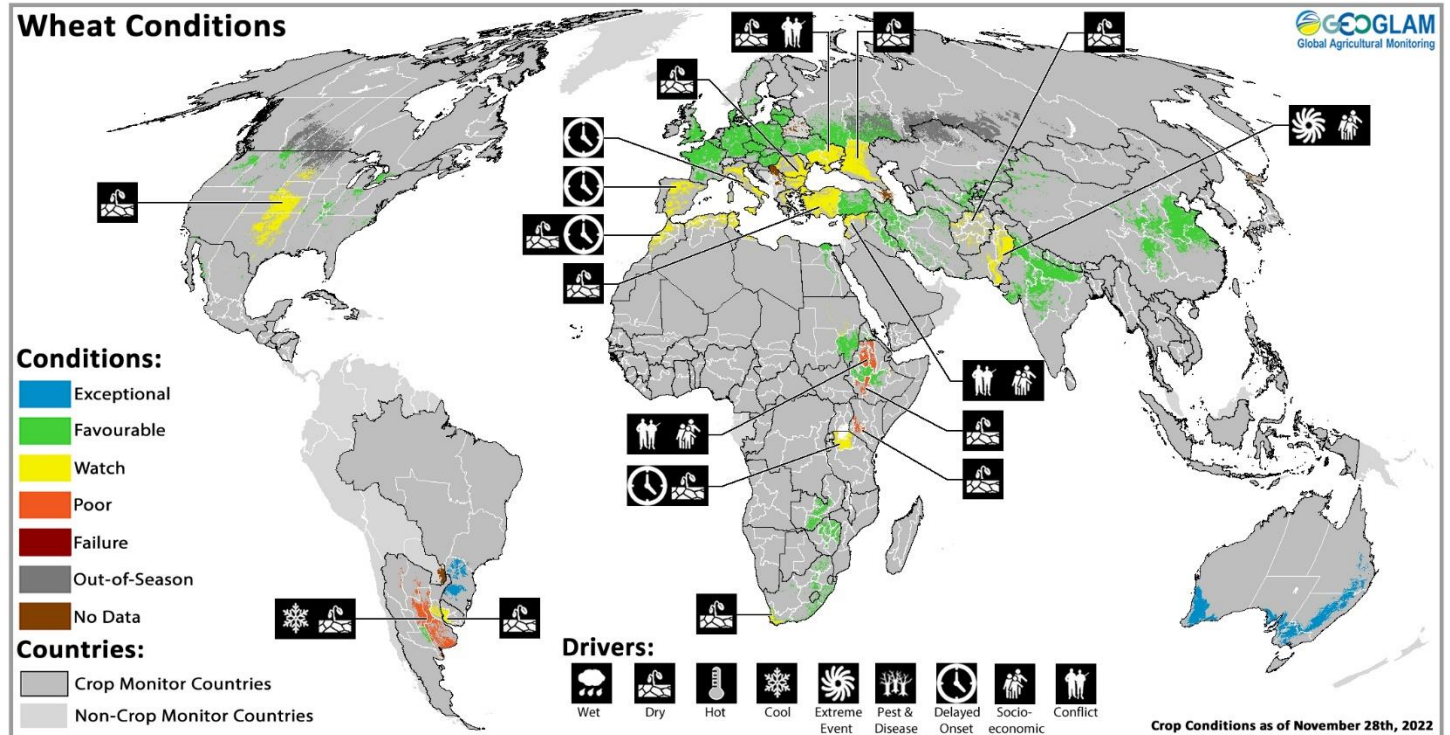 Wheat Conditions
GEOGLAM
Global Agricultural Monitoring
Conditions:
Exceptional
Favourable
Watch
Poor
Failure
Out-of-Season
No Data
Countries:
Crop Monitor Countries
Non-Crop Monitor Countries
Drivers:
Wet
Dry
Hot
Cool
Extreme
Event
Pest &
Disease
Delayed
Onset
Socio-
economic
Conflict
Crop Conditions as of November 28th, 2022